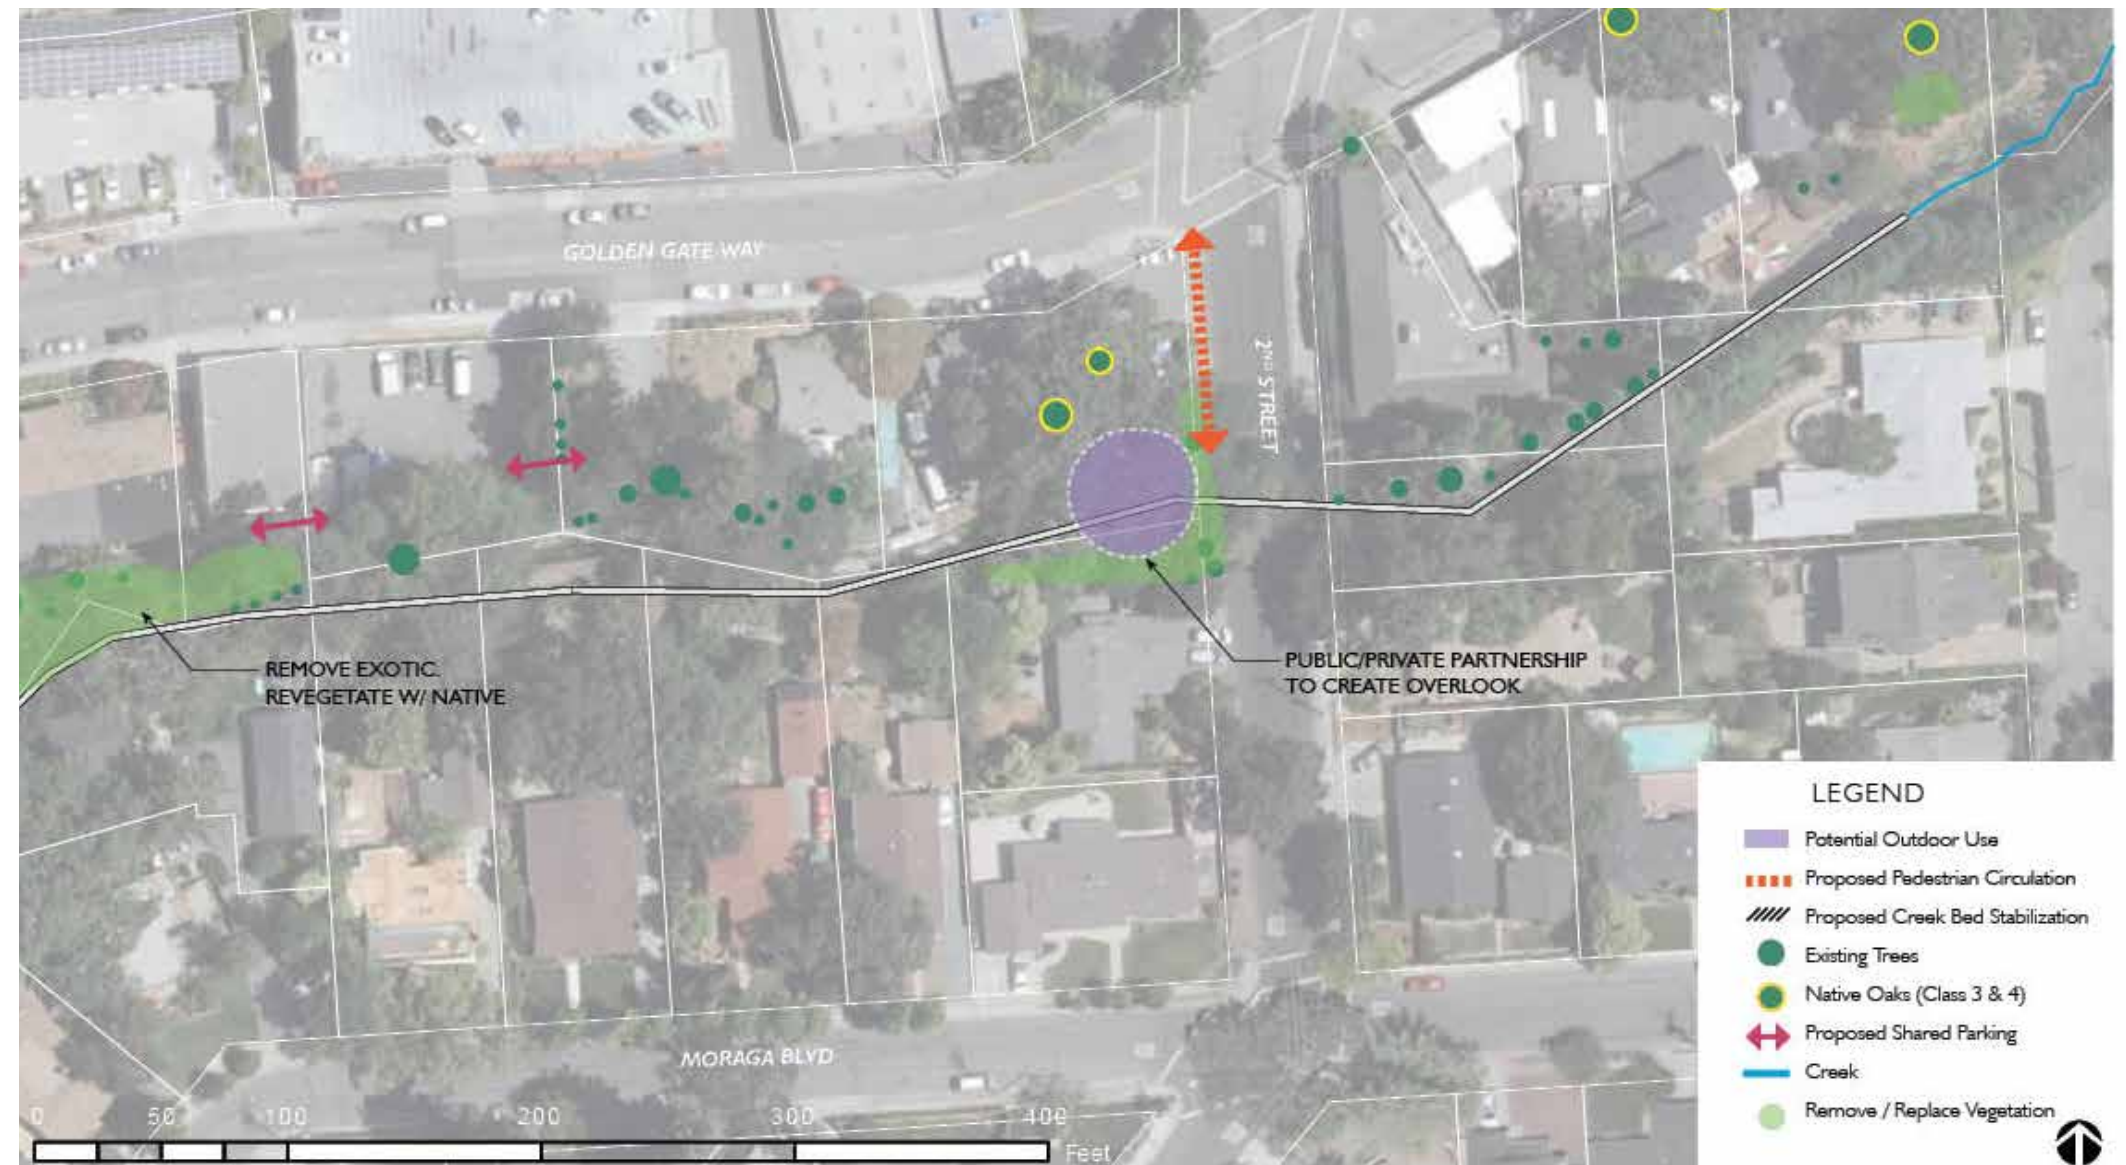 GOLDEN GATE WAY
2ND STREET
REMOVE EXOTIC.
REVEGETATE W/ NATIVE
PUBLIC/PRIVATE PARTNERSHIP
TO CREATE OVERLOOK
MORAGA BLVD
0 50 100 200 300 400
Feet
LEGEND
Potential Outdoor Use
Proposed Pedestrian Circulation
Proposed Creek Bed Stabilization
Existing Trees
Native Oaks (Class 3 & 4)
Proposed Shared Parking
Creek
Remove / Replace Vegetation